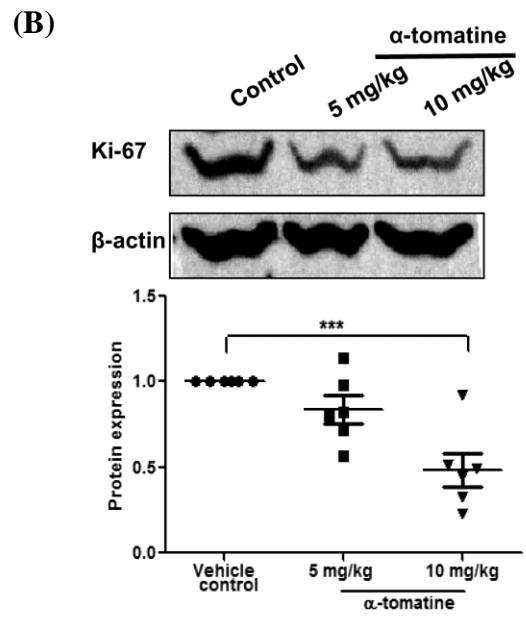 (B)
α-tomatine
Control
5 mg/kg
10 mg/kg
Ki-67
β-actin
***
1.5
1.0
0.5
0.0
Protein expression
Vehicle
control
5 mg/kg
10 mg/kg
α-tomatine